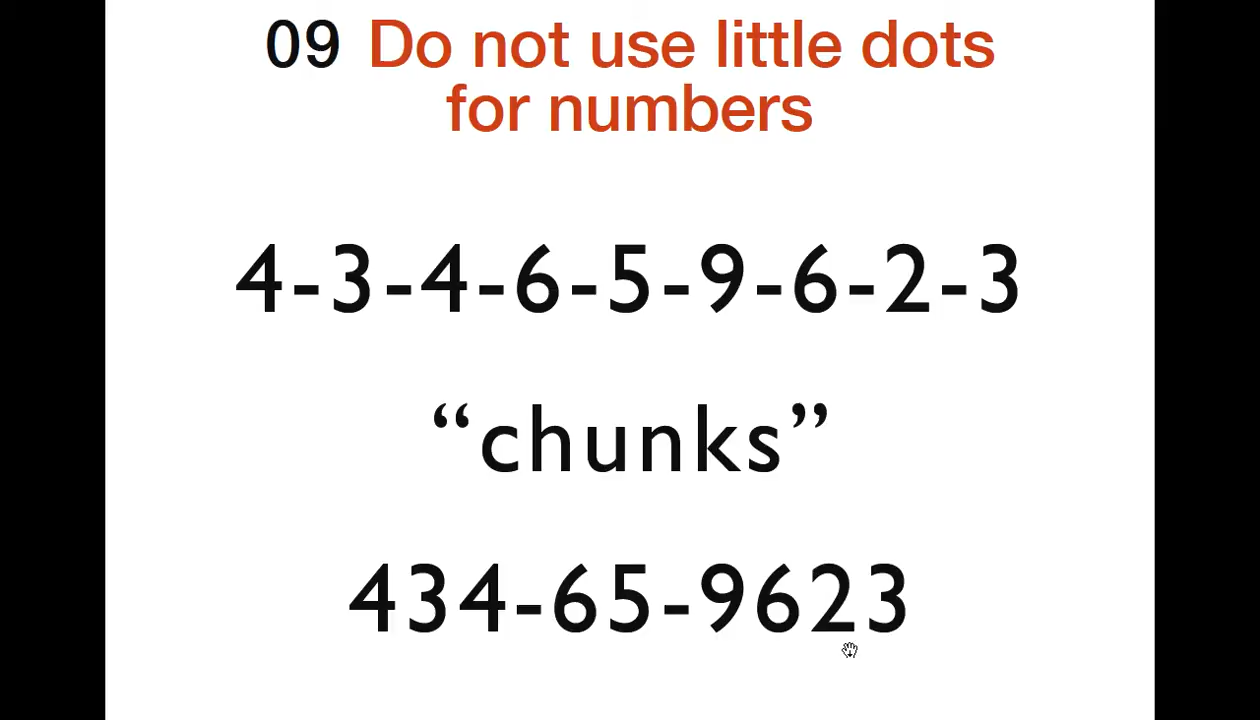 09 Do not use little dots
for numbers
4-3-4-6-5-9-6-2-3
“chunks”
434-65-9623